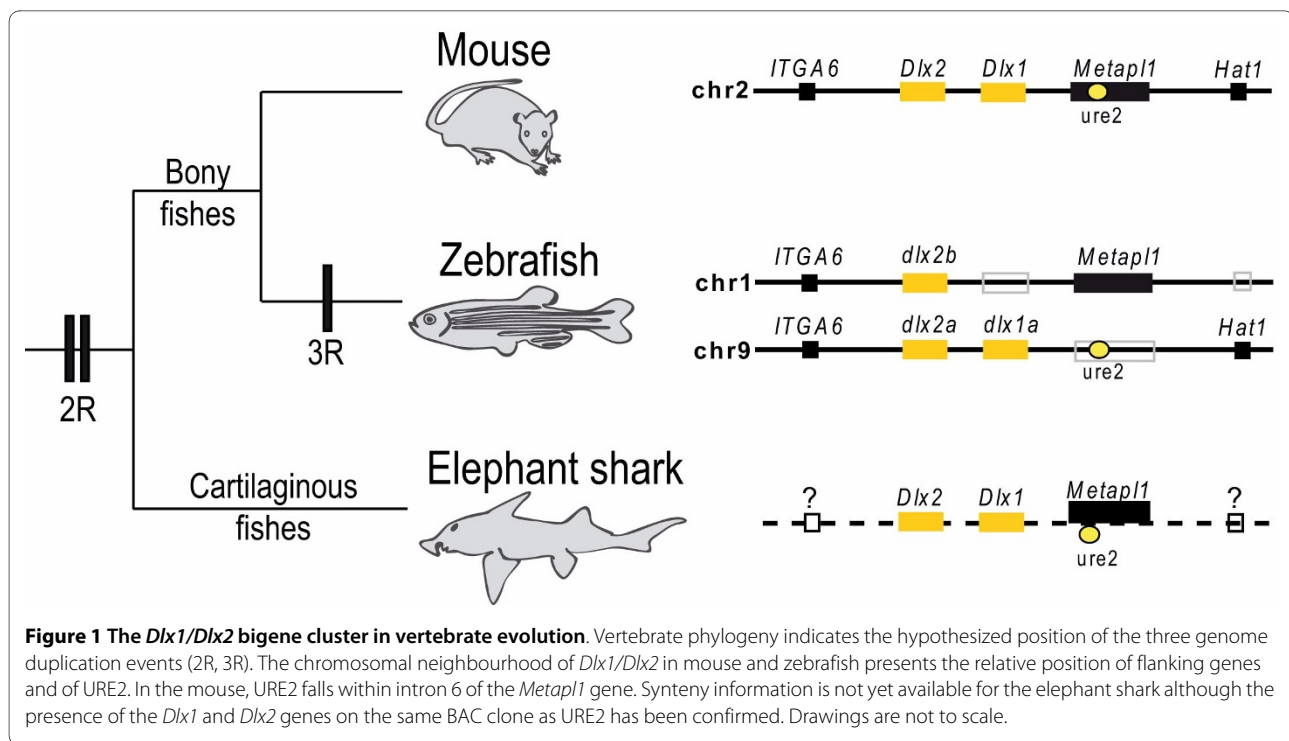 Mouse
ITGA6 Dlx2 Dlx1 Metapl1 Hat1
chr2
ure2
Bony
fishes
Zebrafish
ITGA6 dlx2b Metapl1
chr1
ITGA6 dlx2a dlx1a Hat1
chr9
ure2
3R
2R
Elephant shark
Cartilaginous
fishes
? Dlx2 Dlx1 Metapl1 ?
ure2
Figure 1 The Dlx1/Dlx2 bigene cluster in vertebrate evolution. Vertebrate phylogeny indicates the hypothesized position of the three genome
duplication events (2R, 3R). The chromosomal neighbourhood of Dlx1/Dlx2 in mouse and zebrafish presents the relative position of flanking genes
and of URE2. In the mouse, URE2 falls within intron 6 of the Metapl1 gene. Synteny information is not yet available for the elephant shark although the
presence of the Dlx1 and Dlx2 genes on the same BAC clone as URE2 has been confirmed. Drawings are not to scale.